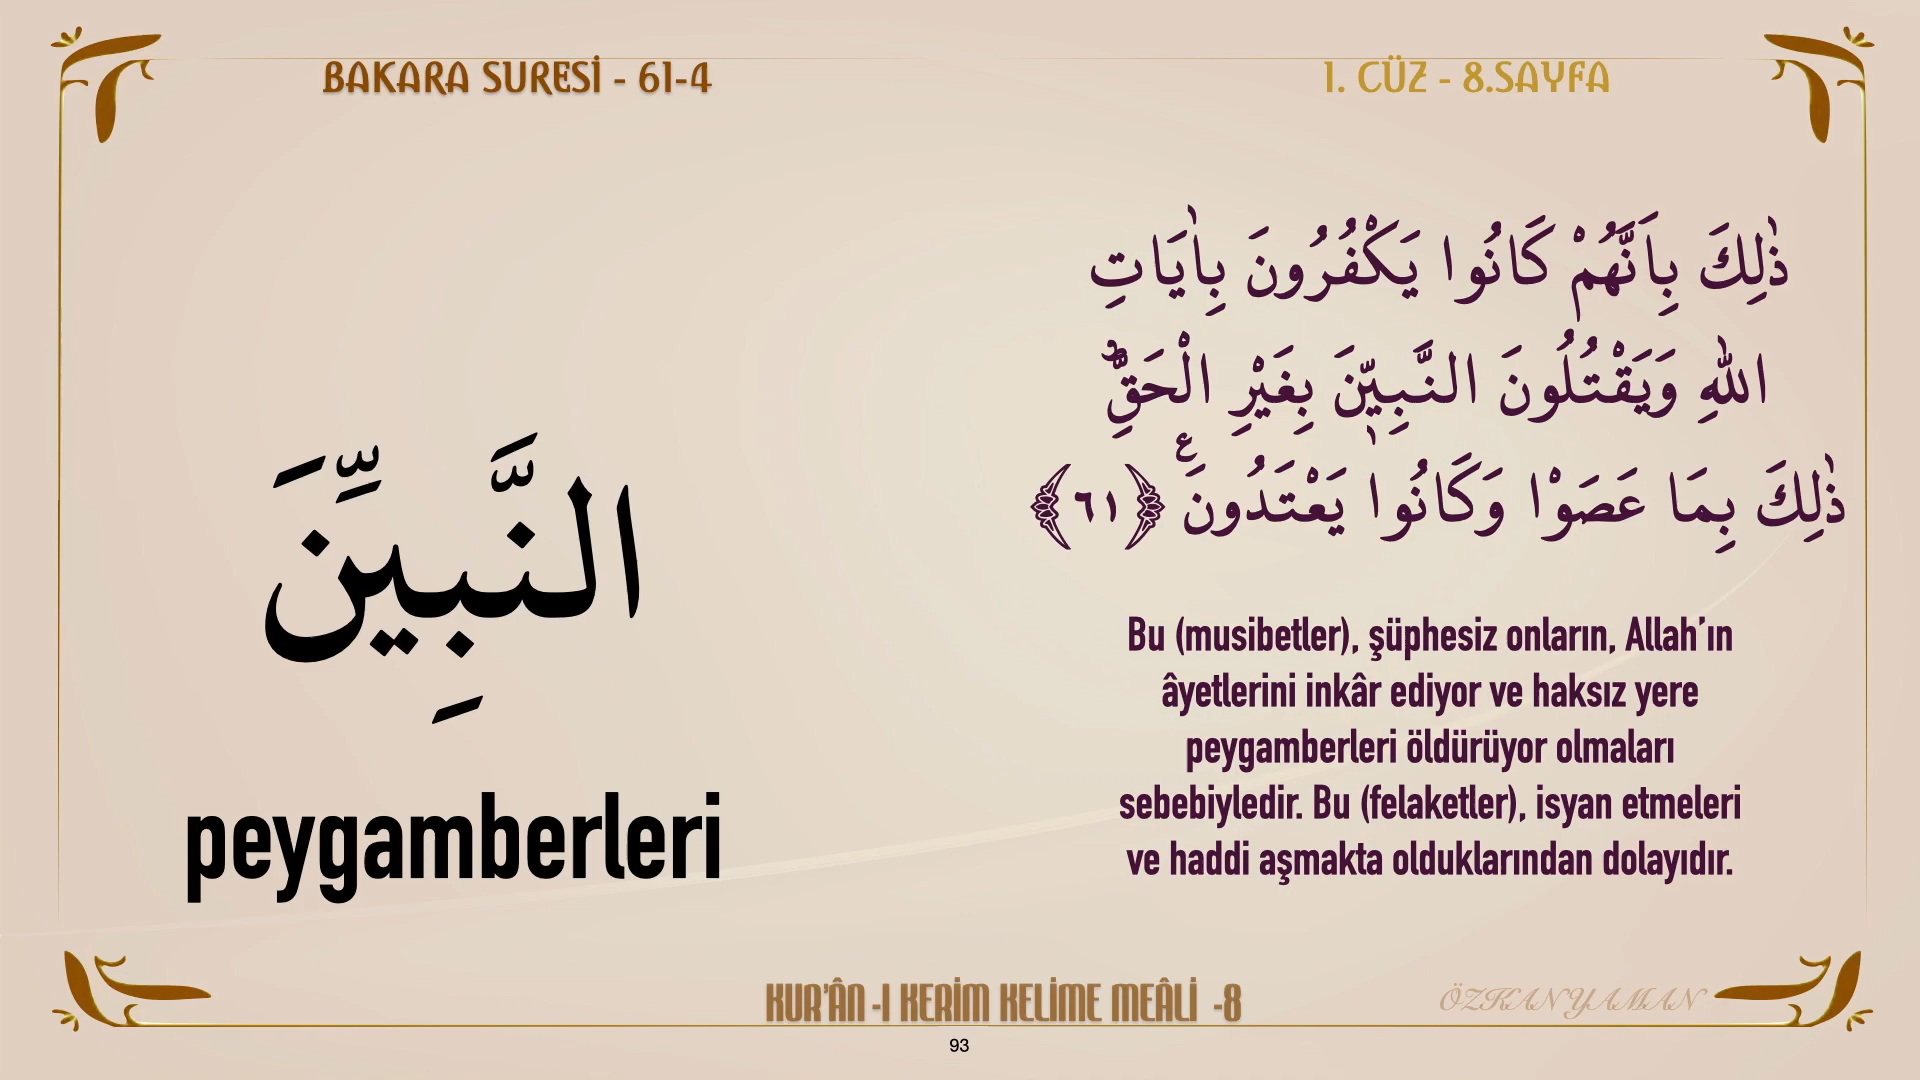 BAKARA SURESİ - 61-4
1. CÜZ - 8.SAYFA
ذٰلِكَ بِاَنَّهُمْ كَانُوا يَكْفُرُونَ بِاٰيَاتِ
اللّٰهِ وَيَقْتُلُونَ النَّبِيّٖنَ بِغَيْرِ الْحَقِّۜ
ذٰلِكَ بِمَا عَصَوْا وَكَانُوا يَعْتَدُونَࣖ ﴿٦١﴾
النَّبِيِّنَ
peygamberleri
Bu (musibetler), şüphesiz onların, Allah’ın
âyetlerini inkâr ediyor ve haksız yere
peygamberleri öldürüyor olmaları
sebebiyledir. Bu (felaketler), isyan etmeleri
ve haddi aşmakta olduklarından dolayıdır.
KUR’ÂN -I KERİM KELİME MEÂLİ -8
ÖZKAN YAMAN
93